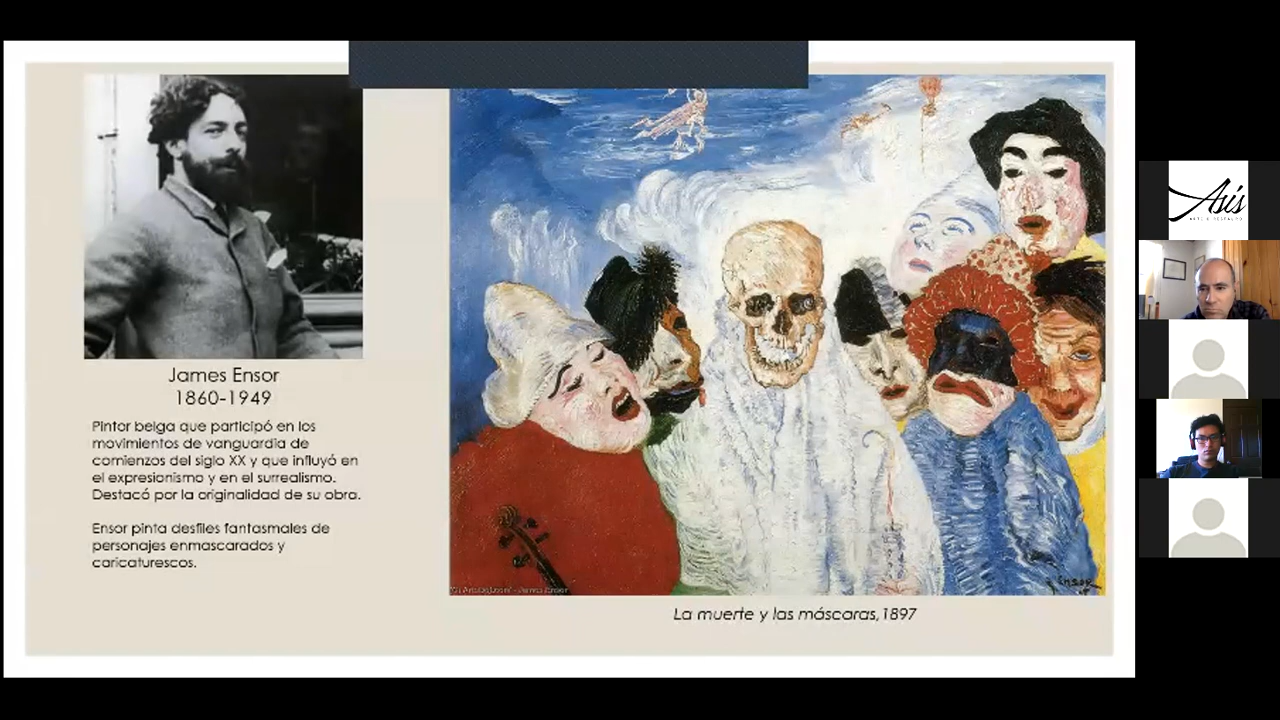 James Ensor
1860-1949
Pintor belga que participó en los
movimientos de vanguardia de
comienzos del siglo XX y que influyó en
el expresionismo y en el surrealismo.
Destacó por la originalidad de su obra.
Ensor pinta desfiles fantasmales de
personajes enmascarados y
caricaturescos.
Ensor
La muerte y las máscaras,1897